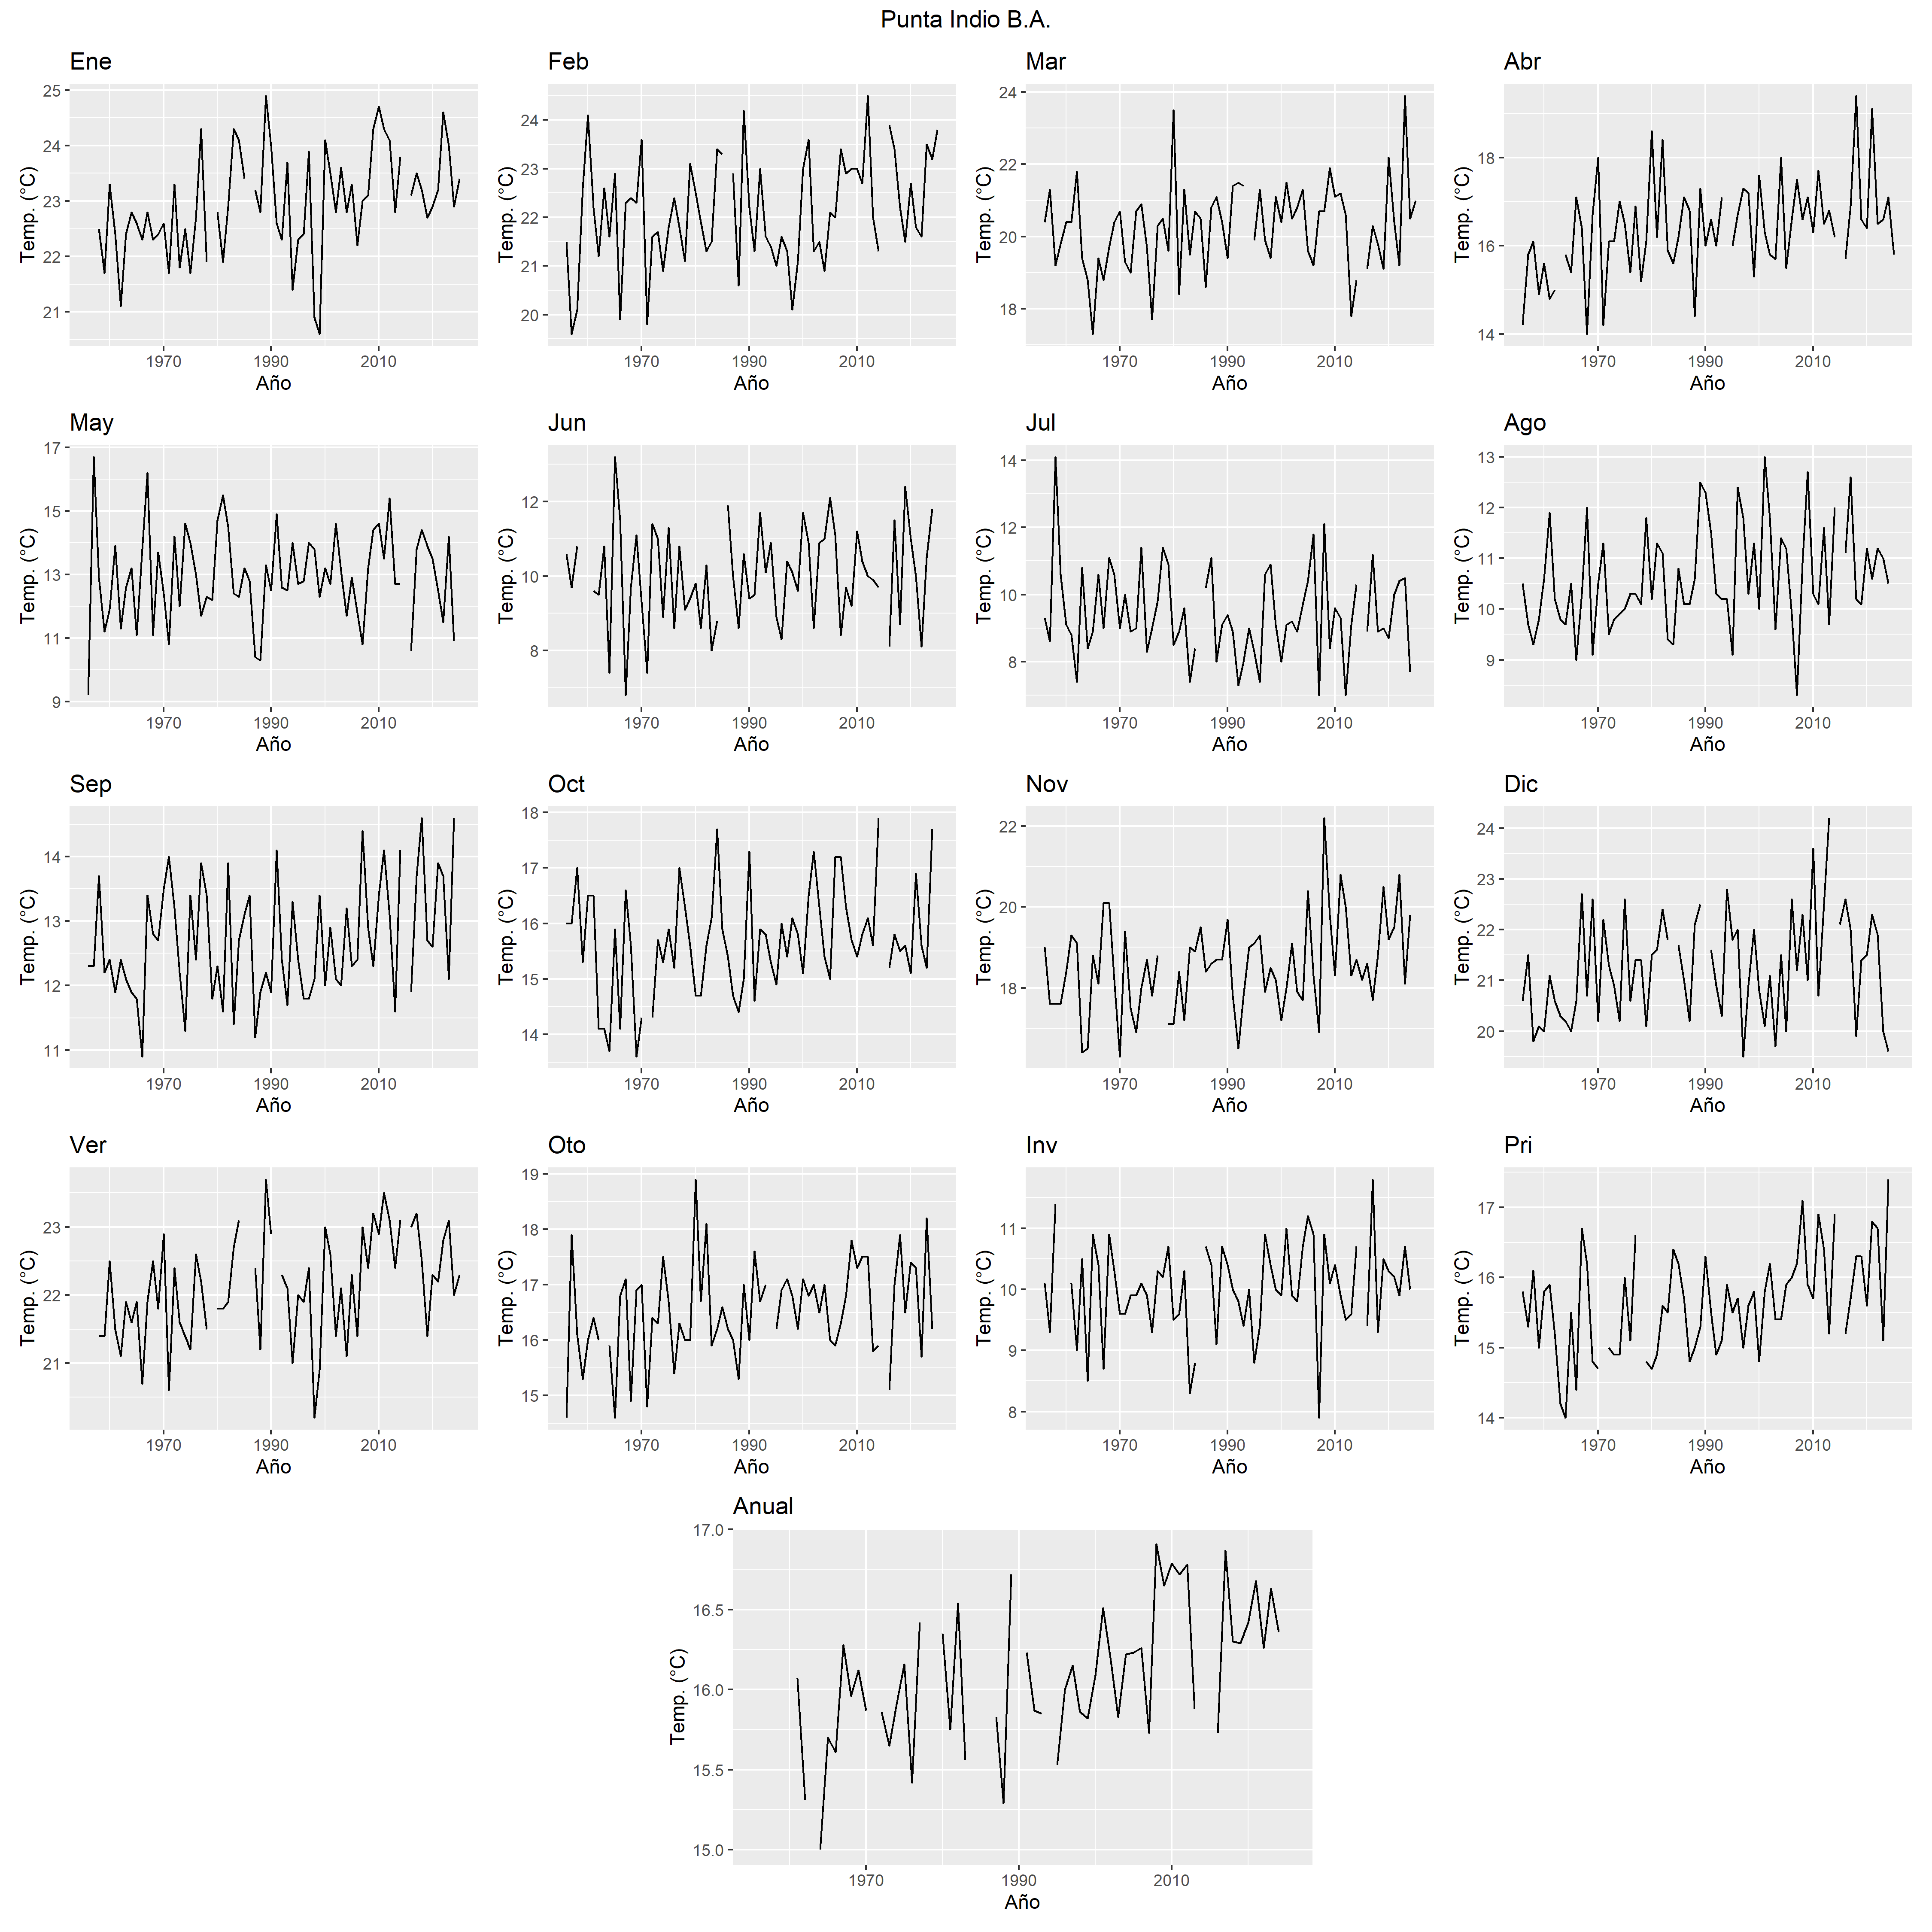 Punta Indio B.A.
Ene Feb Mar Abr
25 24 23 22 21
Temp. (°C)
1970 1990 2010
Año
24 23 22 21 20
Temp. (°C)
1970 1990 2010
Año
24 22 20 18
Temp. (°C)
1970 1990 2010
Año
18 16 14
Temp. (°C)
1970 1990 2010
Año
May Jun Jul Ago
17 15 13 11 9
Temp. (°C)
1970 1990 2010
Año
12 10 8
Temp. (°C)
1970 1990 2010
Año
14 12 10 8
Temp. (°C)
1970 1990 2010
Año
13 12 11 10 9
Temp. (°C)
1970 1990 2010
Año
Sep Oct Nov Dic
14 13 12 11
Temp. (°C)
1970 1990 2010
Año
18 17 16 15 14
Temp. (°C)
1970 1990 2010
Año
22 20 18
Temp. (°C)
1970 1990 2010
Año
24 23 22 21 20
Temp. (°C)
1970 1990 2010
Año
Ver Oto Inv Pri
23 22 21
Temp. (°C)
1970 1990 2010
Año
19 18 17 16 15
Temp. (°C)
1970 1990 2010
Año
11 10 9 8
Temp. (°C)
1970 1990 2010
Año
17 16 15 14
Temp. (°C)
1970 1990 2010
Año
Anual
17.0 16.5 16.0 15.5 15.0
Temp. (°C)
1970 1990 2010
Año